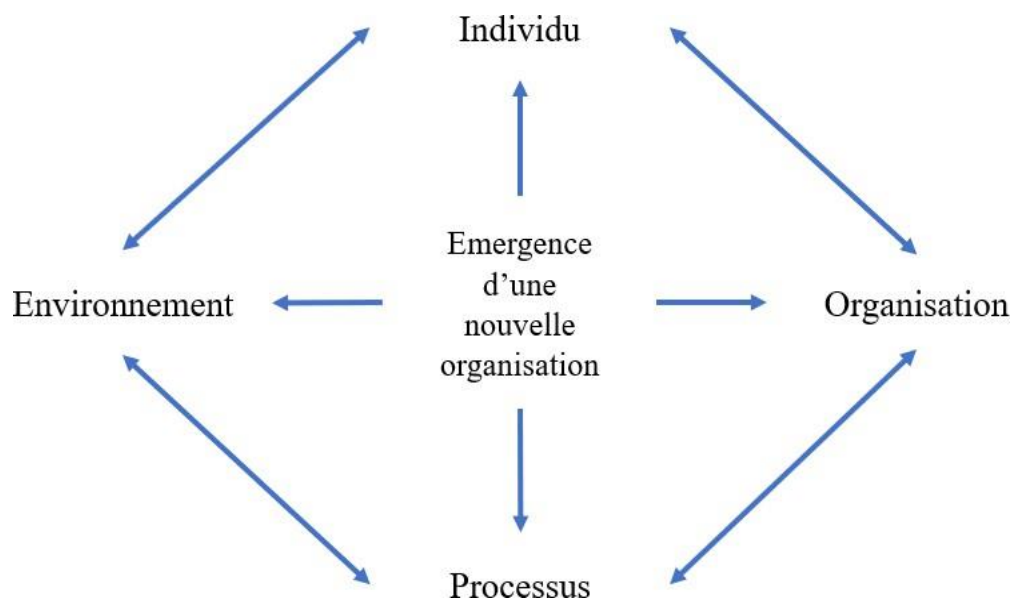 Individu
Emergence
d’une
Environnement
Organisation
nouvelle
organisation
Processus